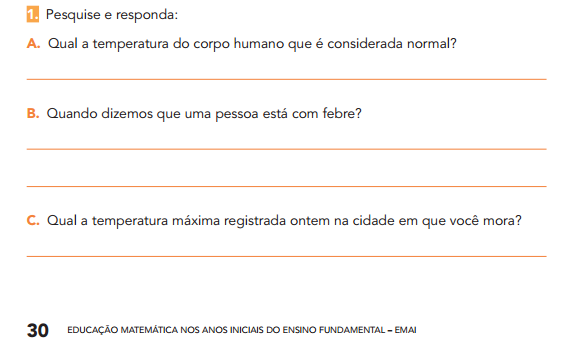 1. Pesquise e responda:
A. Qual a temperatura do corpo humano que é considerada normal?
B. Quando dizemos que uma pessoa está com febre?
C. Qual a temperatura máxima registrada ontem na cidade em que você mora?
30 EDUCAÇÃO MATEMÁTICA NOS ANOS INICIAIS DO ENSINO FUNDAMENTAL – EMAI